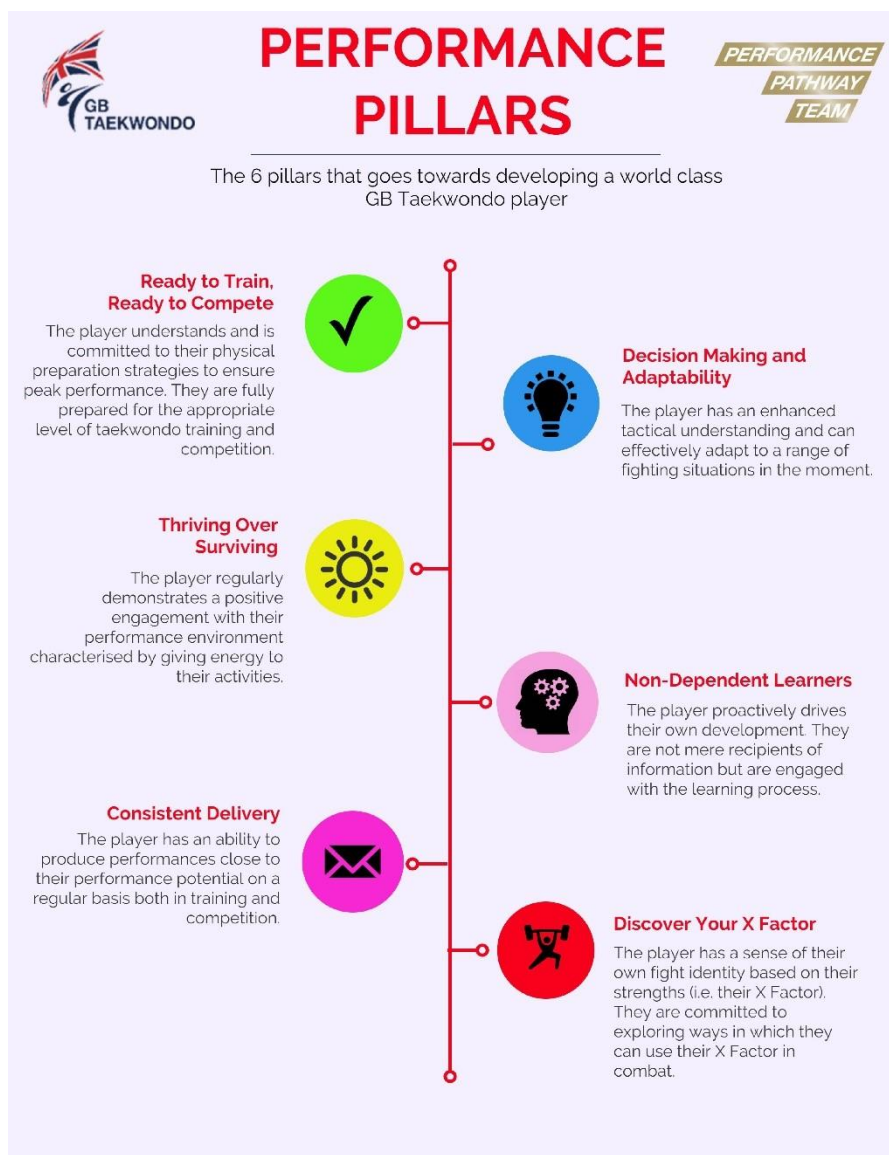 GB
TAEKWONDO
PERFORMANCE
PILLARS
PERFORMANCE
PATHWAY
TEAM
The 6 pillars that goes towards developing a world class
GB Taekwondo player
Ready to Train,
Ready to Compete
The player understands and is
committed to their physical
preparation strategies to ensure
peak performance. They are fully
prepared for the appropriate
level of taekwondo training and
competition.
Decision Making and
Adaptability
The player has an enhanced
tactical understanding and can
effectively adapt to a range of
fighting situations in the moment.
Thriving Over
Surviving
The player regularly
demonstrates a positive
engagement with their
performance environment
characterised by giving energy to
their activities.
Non-Dependent Learners
The player proactively drives
their own development. They
are not mere recipients of
information but are engaged
with the learning process.
Consistent Delivery
The player has an ability to
produce performances close to
their performance potential on a
regular basis both in training and
competition.
Discover Your X Factor
The player has a sense of their
own fight identity based on their
strengths (i.e. their X Factor).
They are committed to
exploring ways in which they
can use their X Factor in
combat.